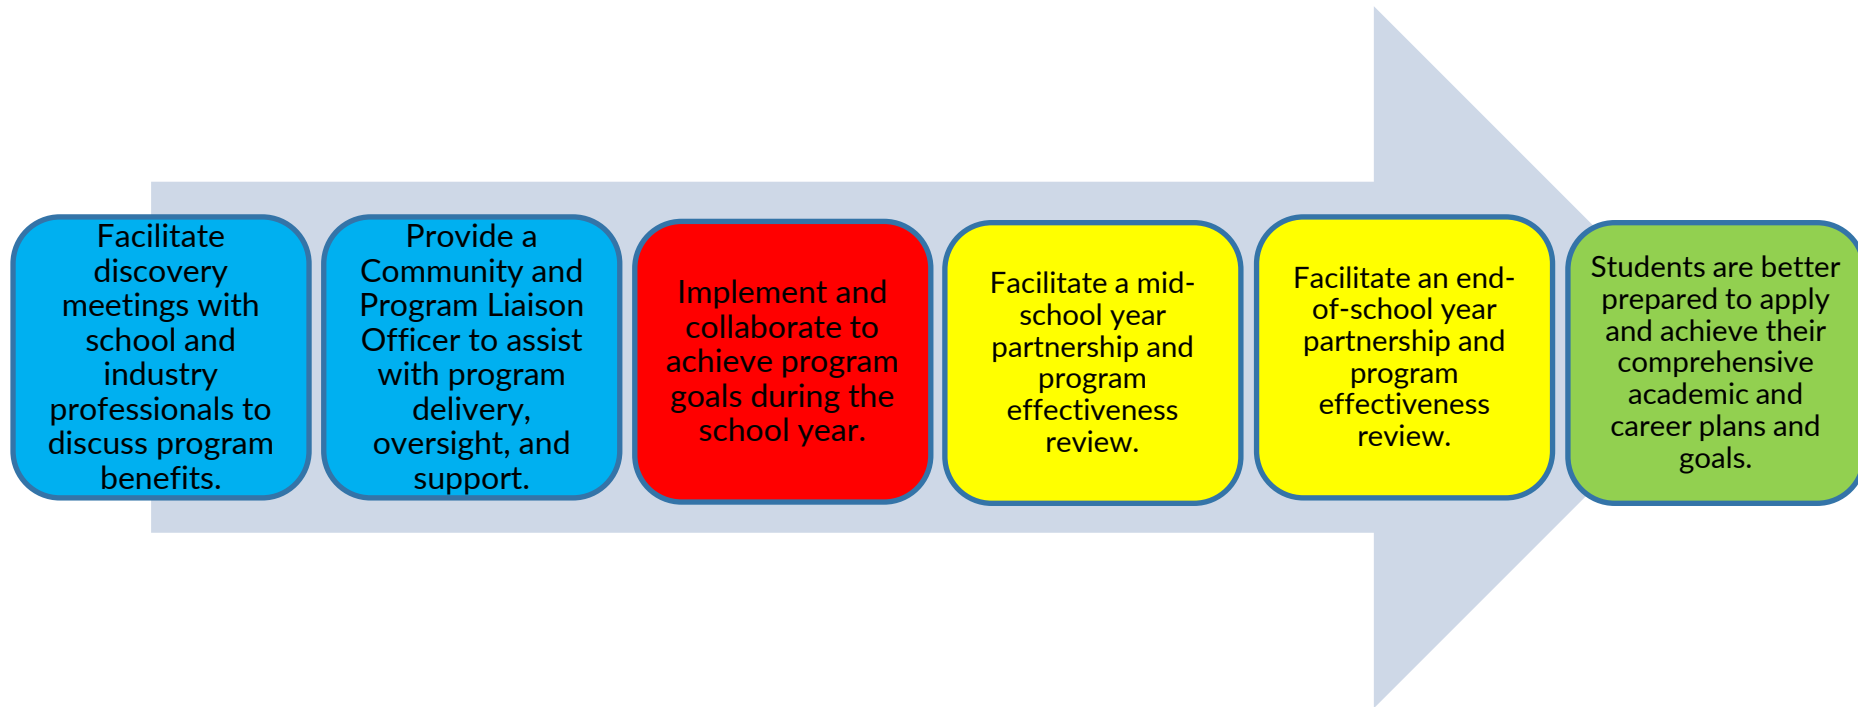 Facilitate
discovery
meetings with
school and
industry
professionals to
discuss program
benefits.
Provide a
Community and
Program Liaison
Officer to assist
with program
delivery,
oversight, and
support.
Implement and
collaborate to
achieve program
goals during the
school year.
Facilitate a mid-
school year
partnership and
program
effectiveness
review.
Facilitate an end-
of-school year
partnership and
program
effectiveness
review.
Students are better
prepared to apply
and achieve their
comprehensive
academic and
career plans and
goals.